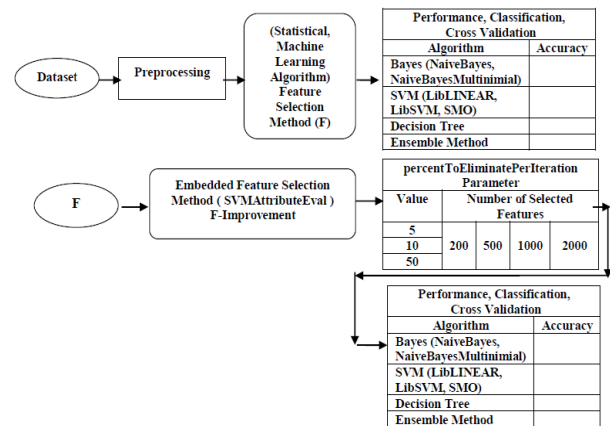 Dataset
Preprocessing
(Statistical,
Machine
Learning
Algorithm)
Feature
Selection
Method (F)
Performance, Classification,
Cross Validation
Algorithm Accuracy
Bayes (NaiveBayes,
NaiveBayesMultinimial)
SVM (LibLINEAR,
LibSVM, SMO)
Decision Tree
Ensemble Method
F
Embedded Feature Selection
Method ( SVMAttributeEval )
F-Improvement
percentToEliminatePerIteration
Parameter
Value Number of Selected
Features
5
10 200 500 1000 2000
50
Performance, Classification,
Cross Validation
Algorithm Accuracy
Bayes (NaiveBayes,
NaiveBayesMultinimial)
SVM (LibLINEAR,
LibSVM, SMO)
Decision Tree
Ensemble Method